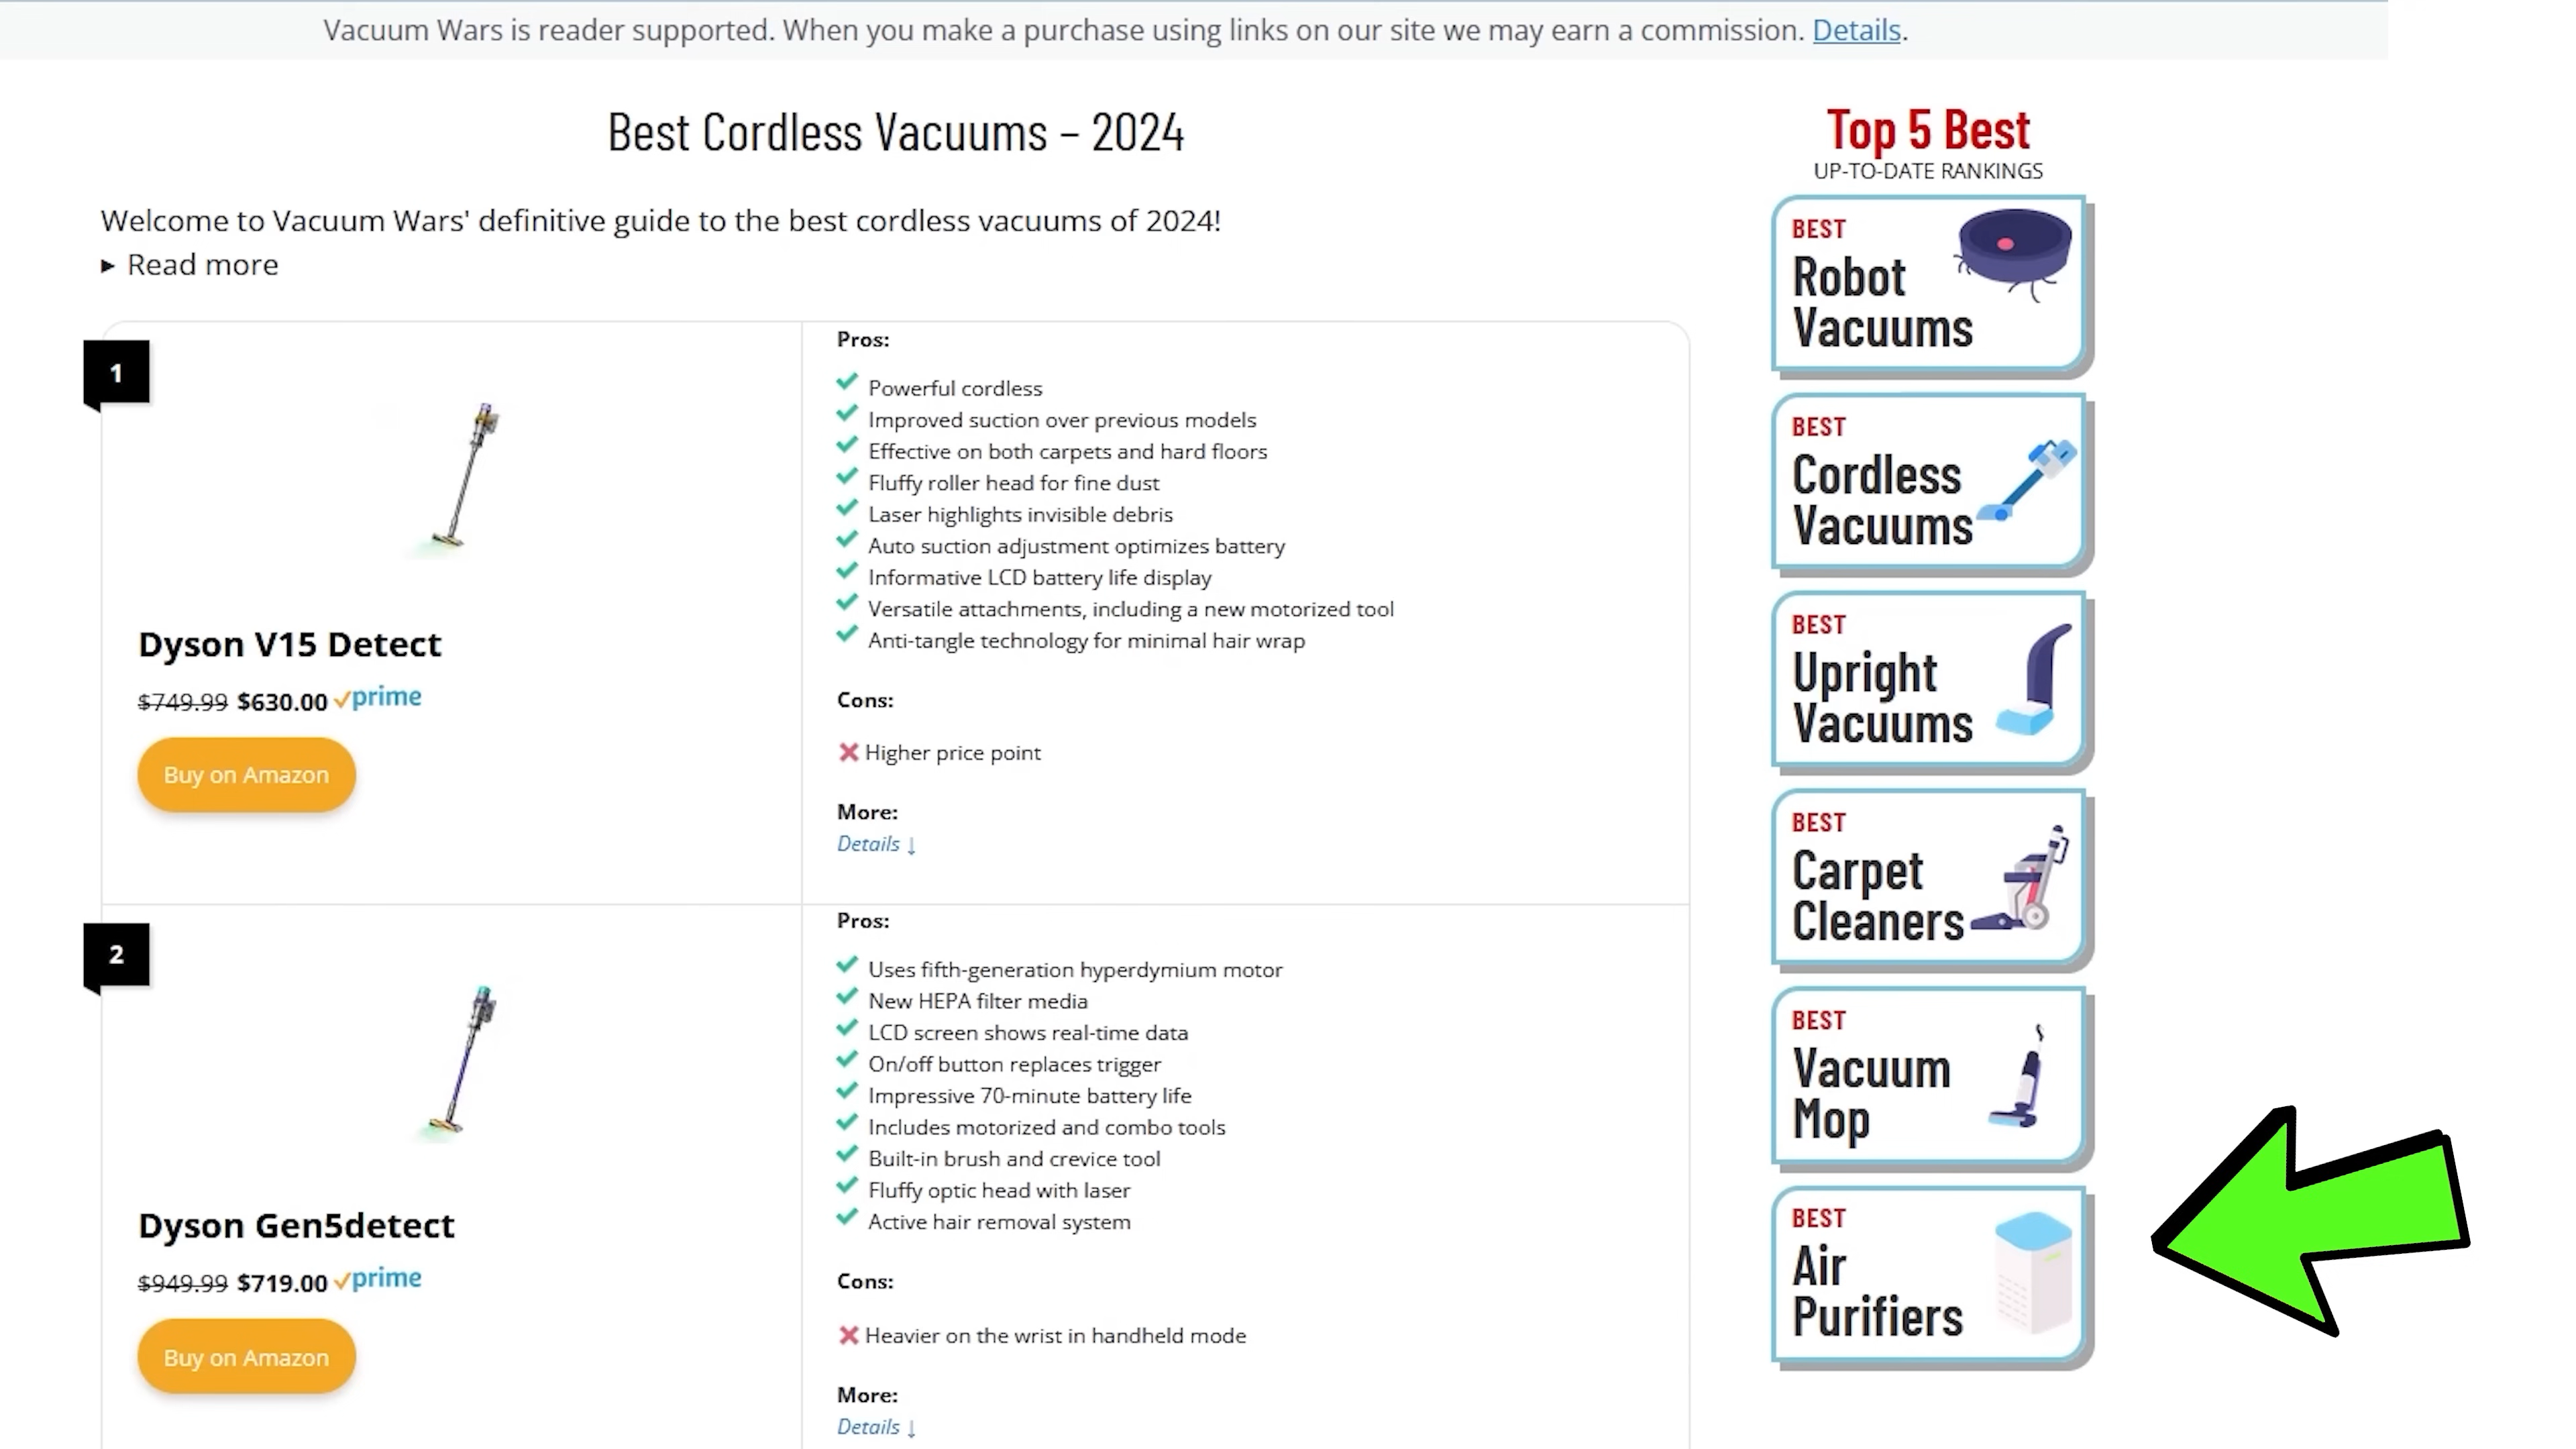 Vacuum Wars is reader supported. When you make a purchase using links on our site we may earn a commission. Details.
Best Cordless Vacuums – 2024
Welcome to Vacuum Wars' definitive guide to the best cordless vacuums of 2024!
► Read more
1
Dyson V15 Detect
$749.99 $630.00 prime
Buy on Amazon
Pros:
Powerful cordless
Improved suction over previous models
Effective on both carpets and hard floors
Fluffy roller head for fine dust
Laser highlights invisible debris
Auto suction adjustment optimizes battery
Informative LCD battery life display
Versatile attachments, including a new motorized tool
Anti-tangle technology for minimal hair wrap
Cons:
Higher price point
More:
Details ↓
2
Dyson Gen5detect
$949.99 $719.00 prime
Buy on Amazon
Pros:
Uses fifth-generation hyperdymium motor
New HEPA filter media
LCD screen shows real-time data
On/off button replaces trigger
Impressive 70-minute battery life
Includes motorized and combo tools
Built-in brush and crevice tool
Fluffy optic head with laser
Active hair removal system
Cons:
Heavier on the wrist in handheld mode
More:
Details ↓
Top 5 Best
UP-TO-DATE RANKINGS
BEST
Robot
Vacuums
BEST
Cordless
Vacuums
BEST
Upright
Vacuums
BEST
Carpet
Cleaners
BEST
Vacuum
Mop
BEST
Air
Purifiers